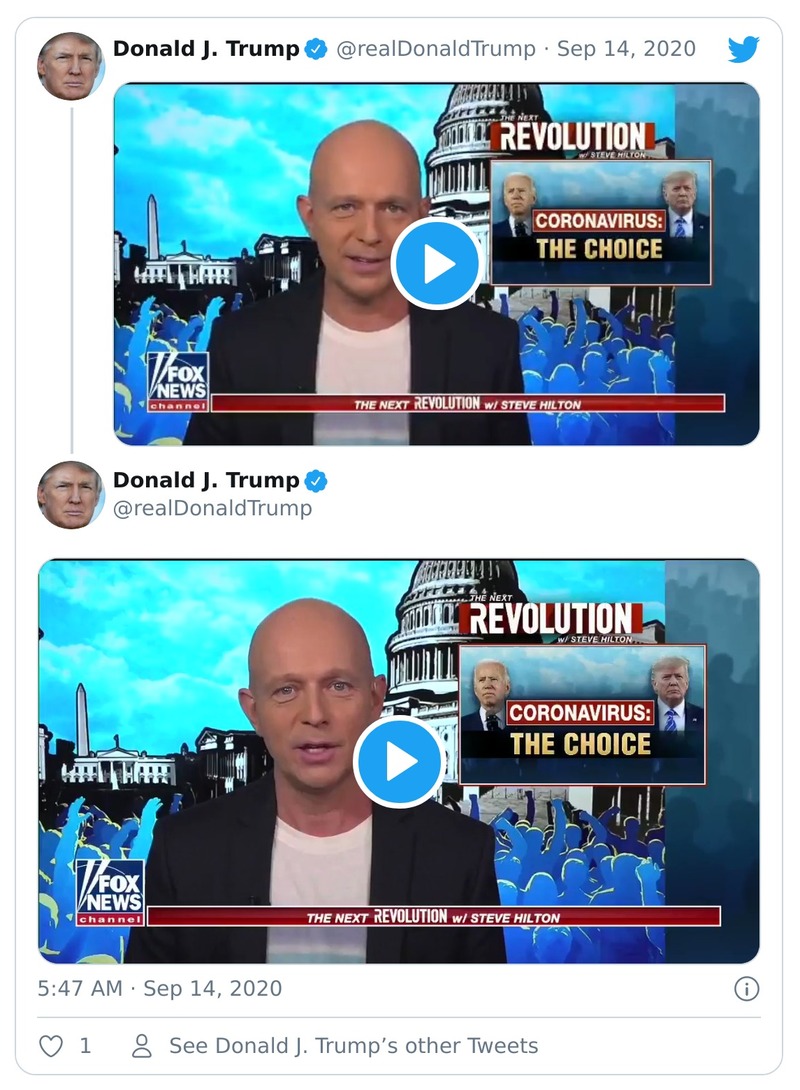 Donald J. Trump @realDonaldTrump · Sep 14, 2020
THE NEXT
REVOLUTION
w/ STEVE HILTON
CORONAVIRUS:
THE CHOICE
FOX
NEWS
channel
THE NEXT REVOLUTION w/ STEVE HILTON
Donald J. Trump
@realDonaldTrump
THE NEXT
REVOLUTION
w/ STEVE HILTON
CORONAVIRUS:
THE CHOICE
FOX
NEWS
channel
THE NEXT REVOLUTION w/ STEVE HILTON
5:47 AM · Sep 14, 2020
1 See Donald J. Trump’s other Tweets